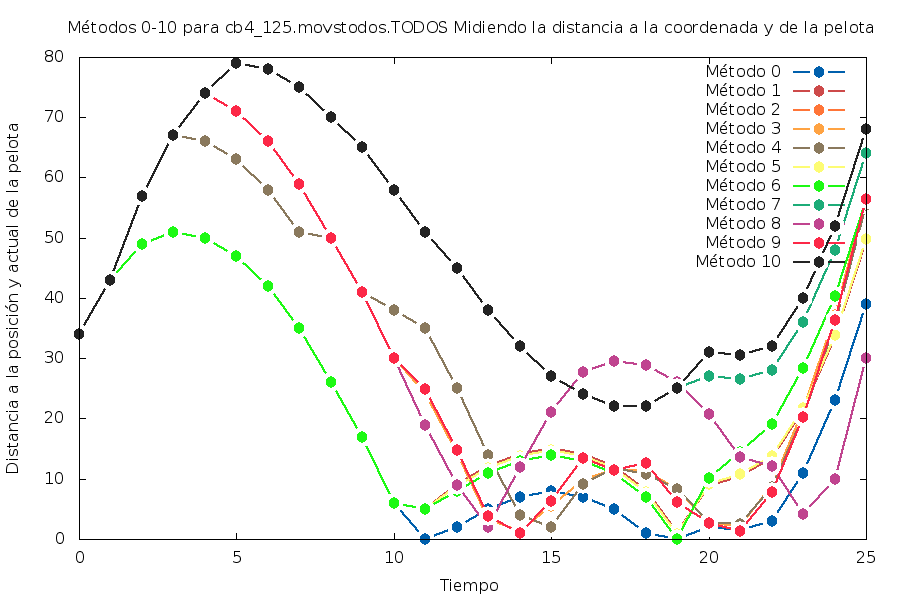 Métodos 0-10 para cb4_125.movstodos.TODOS Midiendo la distancia a la coordenada y de la pelota
Distancia a la posición y actual de la pelota
80
70
60
50
40
30
20
10
0
Método 0
Método 1
Método 2
Método 3
Método 4
Método 5
Método 6
Método 7
Método 8
Método 9
Método 10
0
5
10
15
20
25
Tiempo